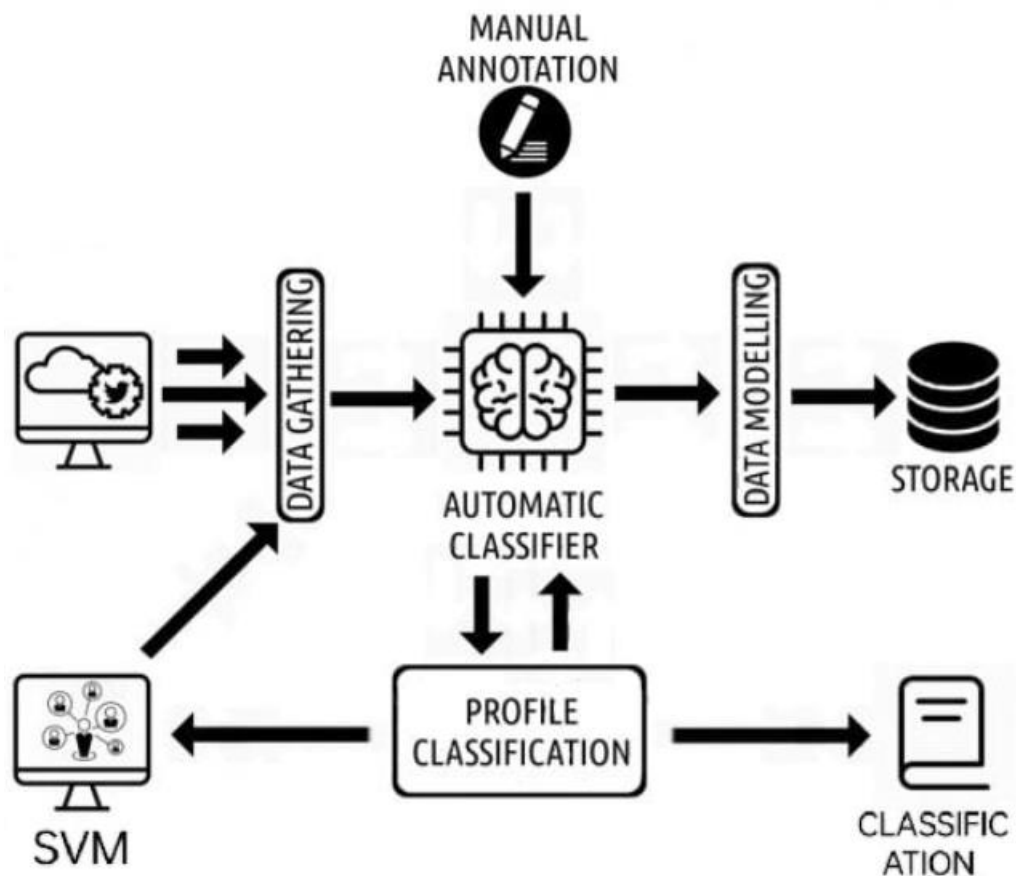 MANUAL
ANNOTATION
DATA GATHERING
DATA MODELLING
STORAGE
AUTOMATIC
CLASSIFIER
PROFILE
CLASSIFICATION
SVM
CLASSIFIC
ATION